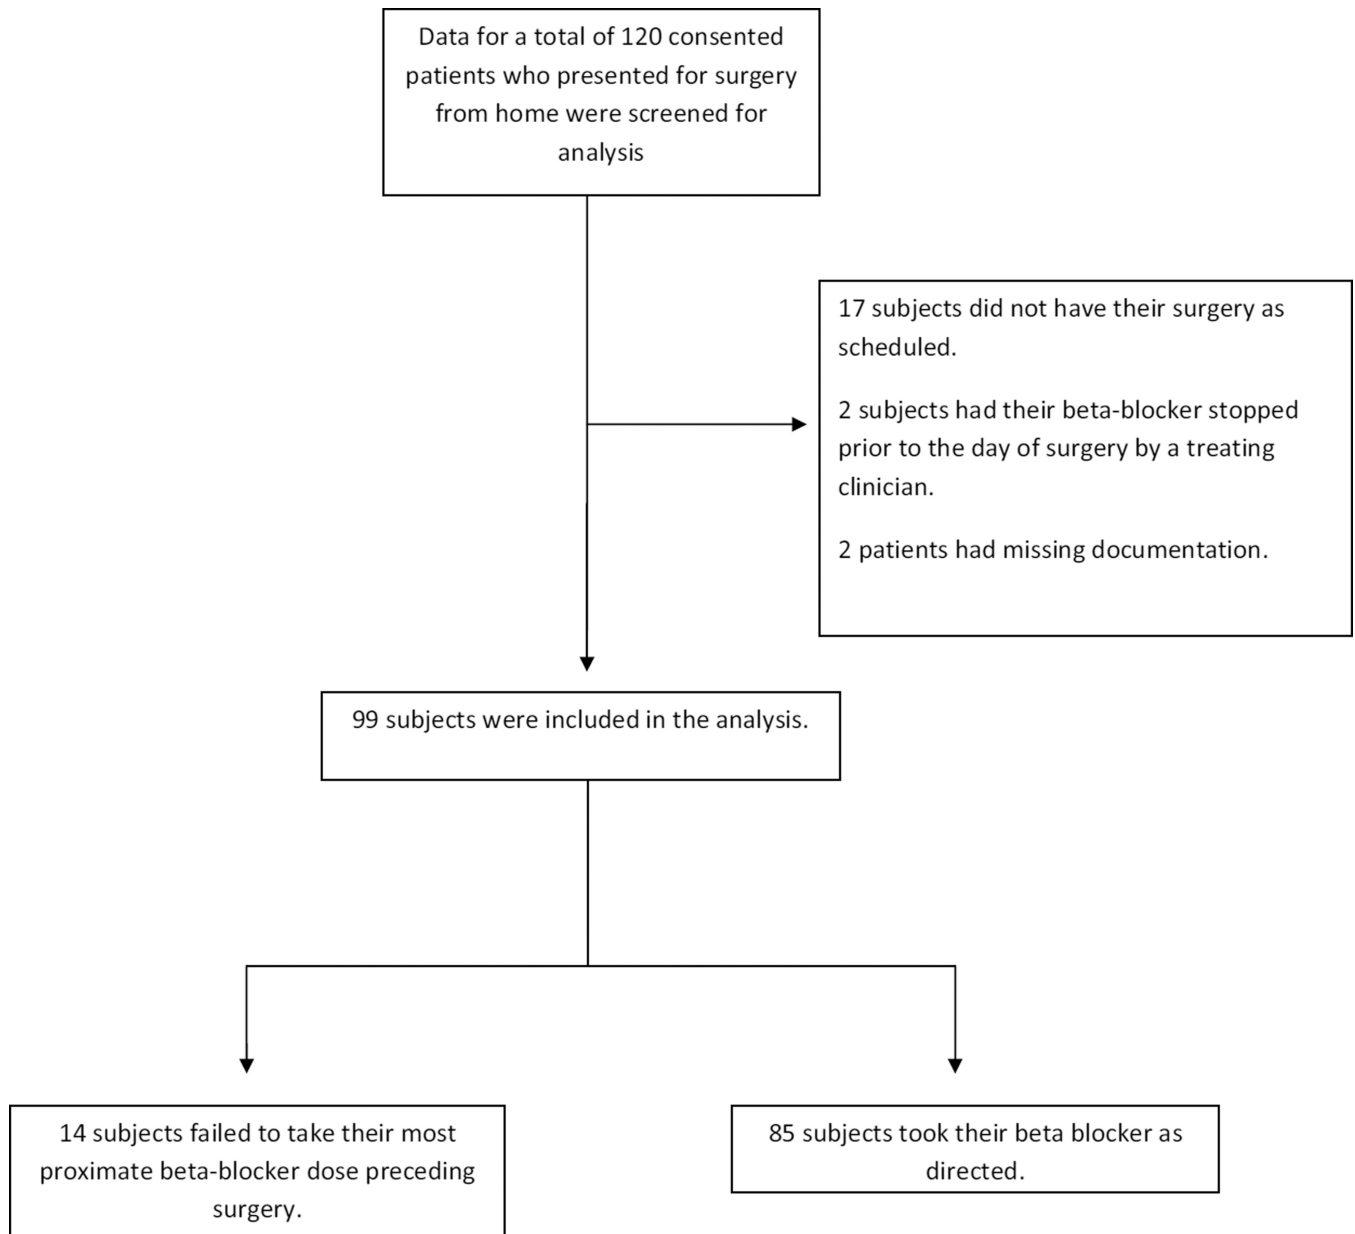 Data for a total of 120 consented
patients who presented for surgery
from home were screened for
analysis
17 subjects did not have their surgery as
scheduled.
2 subjects had their beta-blocker stopped
prior to the day of surgery by a treating
clinician.
2 patients had missing documentation.
99 subjects were included in the analysis.
14 subjects failed to take their most
proximate beta-blocker dose preceding
surgery.
85 subjects took their beta blocker as
directed.